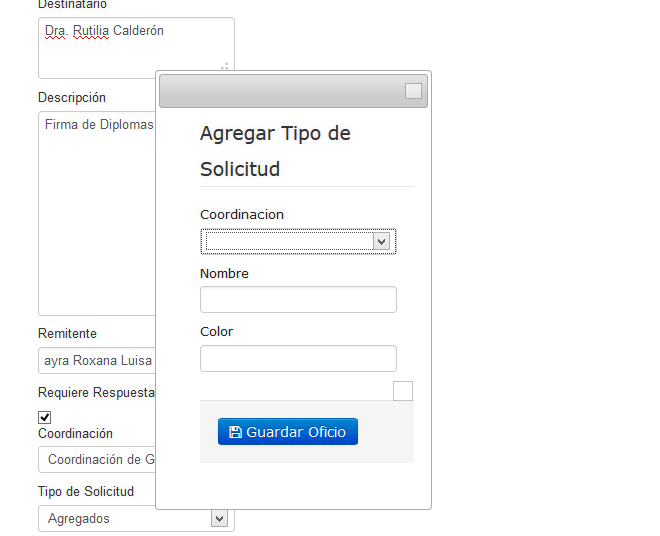 Destinatario
Dra. Rutilia Calderón
Descripción
Firma de Diplomas
Remitente
ayra Roxana Luisa
Requiere Respuesta
Coordinación
Coordinación de G
Tipo de Solicitud
Agregados
Agregar Tipo de
Solicitud
Coordinacion
Nombre
Color
Guardar Oficio